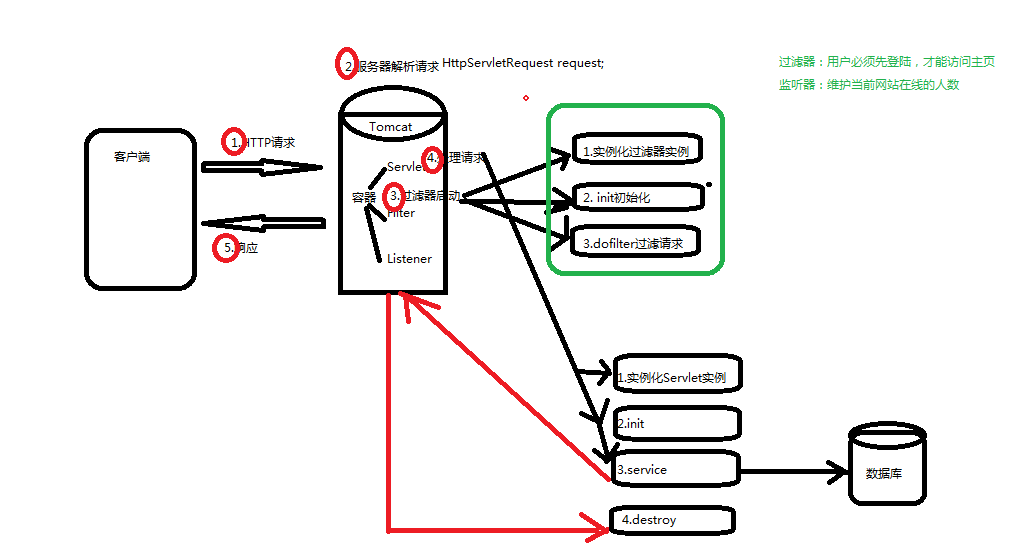 2.服务器解析请求 HttpServletRequest request;
过滤器：用户必须先登陆，才能访问主页
监听器：维护当前网站在线的人数
Tomcat
客户端
1.HTTP请求
Servlet
4.处理请求
1.实例化过滤器实例
容器
3.过滤器启动
2. init初始化
Filter
5.响应
3.dofilter过滤请求
Listener
1.实例化Servlet实例
2.init
3.service
数据库
4.destroy